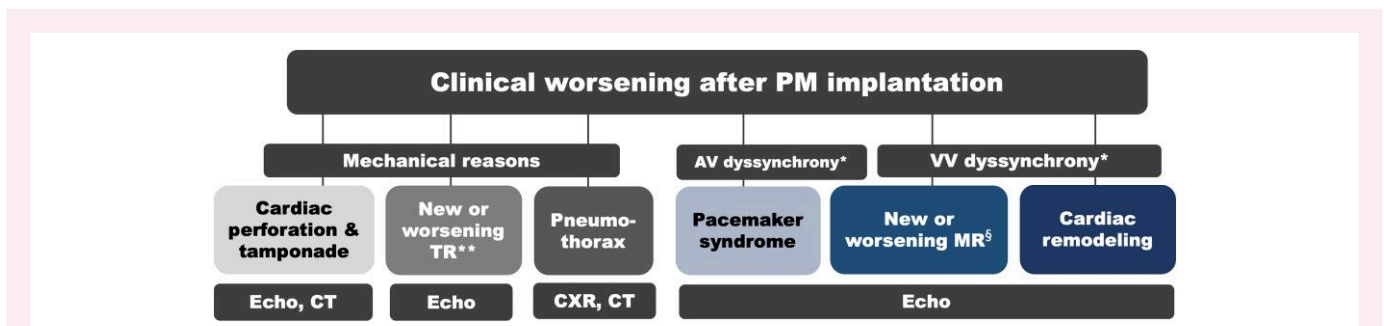 Clinical worsening after PM implantation
Mechanical reasons
AV dyssynchrony*
VV dyssynchrony*
Cardiac
perforation &
tamponade
New or
worsening
TR**
Pneumo-
thorax
Pacemaker
syndrome
New or
worsening MR§
Cardiac
remodeling
Echo, CT
Echo
CXR, CT
Echo